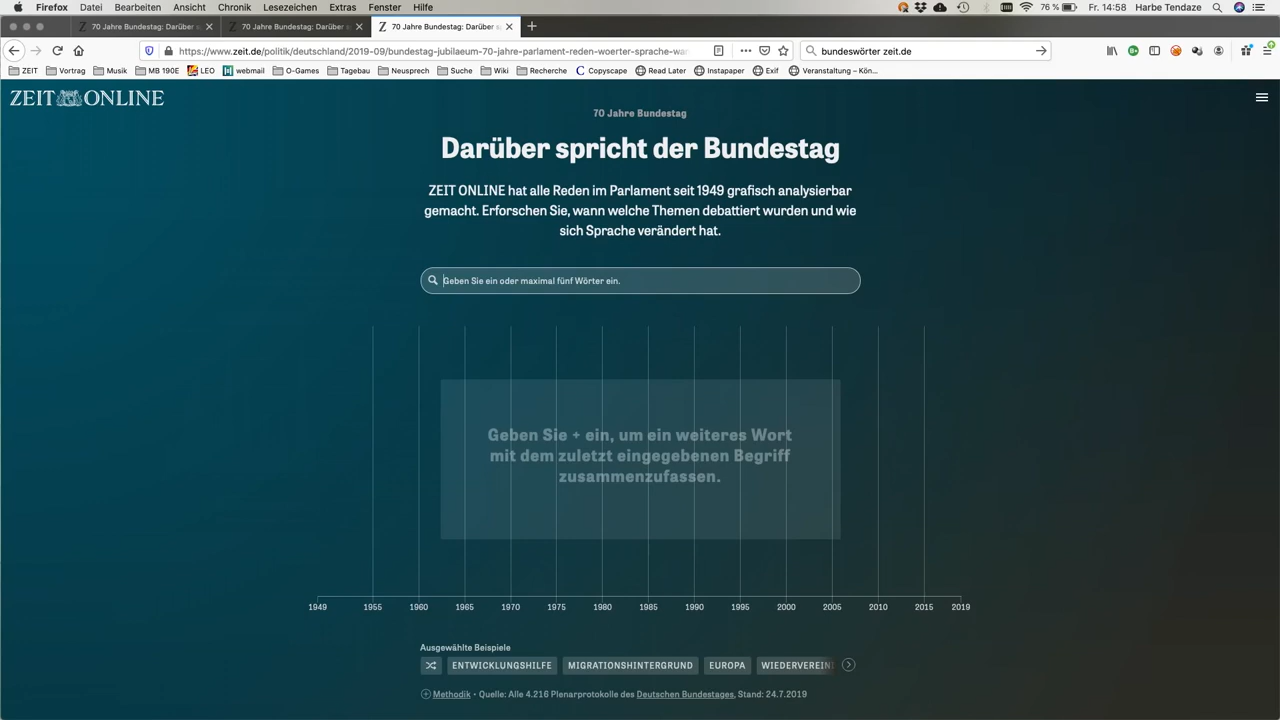 Firefox Datei Bearbeiten Ansicht Chronik Lesezeichen Extras Fenster Hilfe 76 % Fr. 14:58 Harbe Tendaze
70 Jahre Bundestag: Darüber s 70 Jahre Bundestag: Darüber s 70 Jahre Bundestag: Darüber s
https://www.zeit.de/politik/deutschland/2019-09/bundestag-jubilaeum-70-jahre-parlament-reden-woerter-sprache-wan bundeswörter zeit.de
ZEIT Vortrag Musik MB 190E LEO webmail O-Games Tagebau Neusprech Suche Wiki Recherche Copyscape Read Later Instapaper Exif Veranstaltung – Kön...
ZEIT ONLINE
70 Jahre Bundestag
Darüber spricht der Bundestag
ZEIT ONLINE hat alle Reden im Parlament seit 1949 grafisch analysierbar
gemacht. Erforschen Sie, wann welche Themen debattiert wurden und wie
sich Sprache verändert hat.
Geben Sie ein oder maximal fünf Wörter ein.
Geben Sie + ein, um ein weiteres Wort
mit dem zuletzt eingegebenen Begriff
zusammenzufassen.
1949 1955 1960 1965 1970 1975 1980 1985 1990 1995 2000 2005 2010 2015 2019
Ausgewählte Beispiele
ENTWICKLUNGSHILFE MIGRATIONSHINTERGRUND EUROPA WIEDERVEREINI
Methodik • Quelle: Alle 4.216 Plenarprotokolle des Deutschen Bundestages, Stand: 24.7.2019